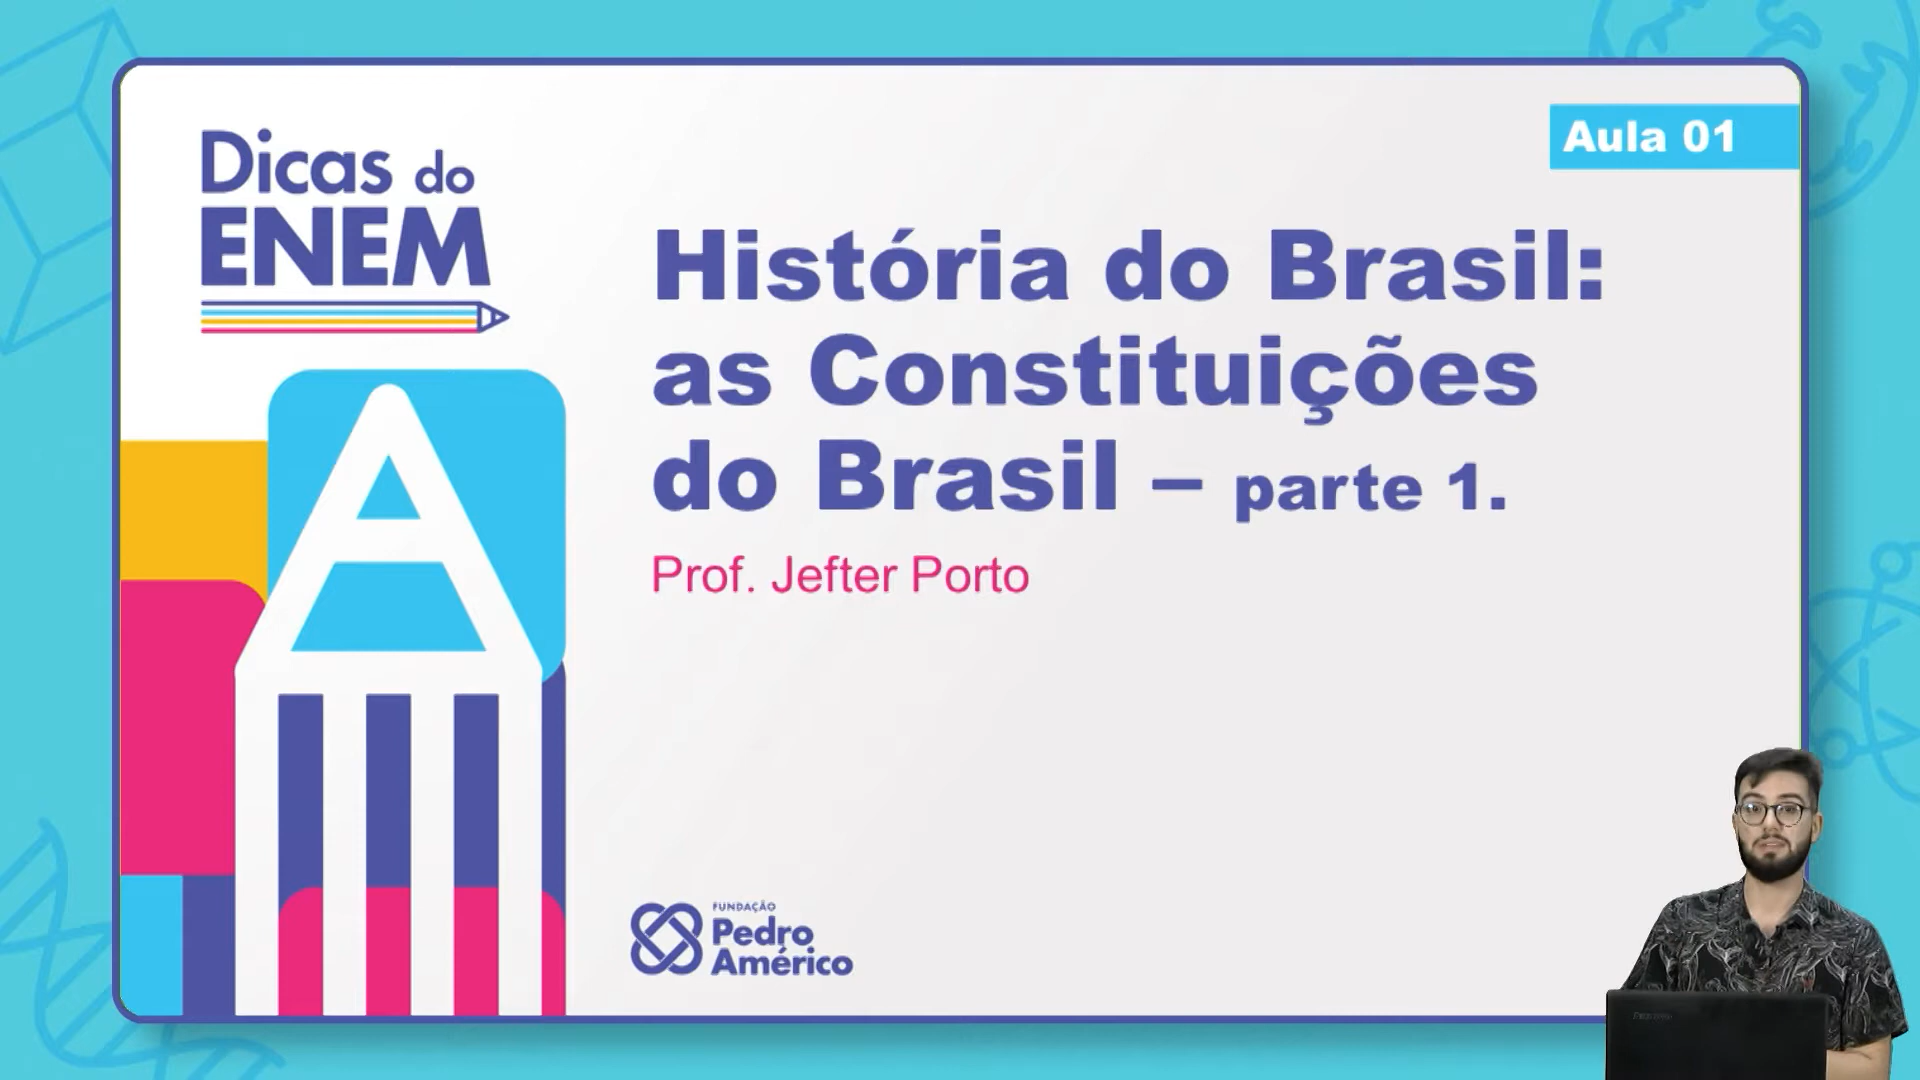 Dicas do
ENEM
Aula 01
História do Brasil:
as Constituições
do Brasil – parte 1.
Prof. Jefter Porto
FUNDAÇÃO
Pedro
Américo